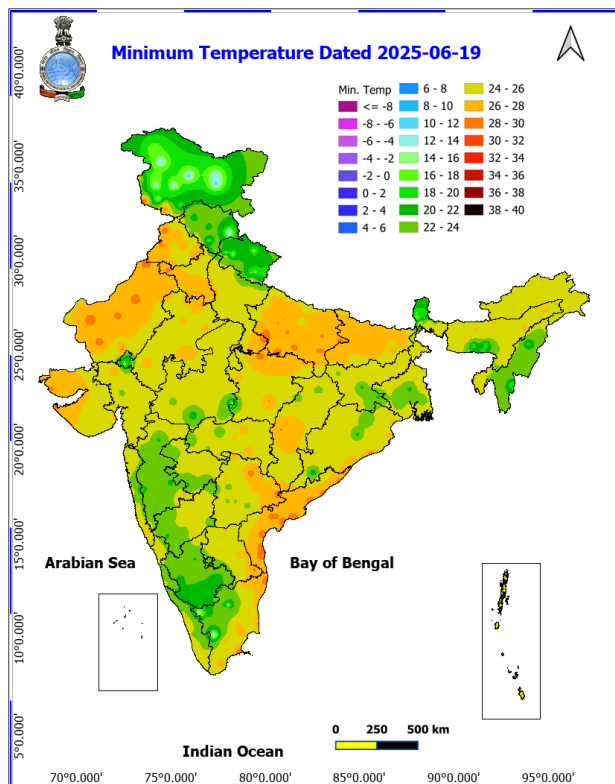 Minimum Temperature Dated 2025-06-19
Min. Temp
<= -8
-8 - -6
-6 - -4
-4 - -2
-2 - 0
0 - 2
2 - 4
4 - 6
6 - 8
8 - 10
10 - 12
12 - 14
14 - 16
16 - 18
18 - 20
20 - 22
22 - 24
24 - 26
26 - 28
28 - 30
30 - 32
32 - 34
34 - 36
36 - 38
38 - 40
40°0.000'
35°0.000'
30°0.000'
25°0.000'
20°0.000'
15°0.000'
10°0.000'
5°0.000'
Arabian Sea
Bay of Bengal
Indian Ocean
0 250 500 km
70°0.000' 75°0.000' 80°0.000' 85°0.000' 90°0.000' 95°0.000'